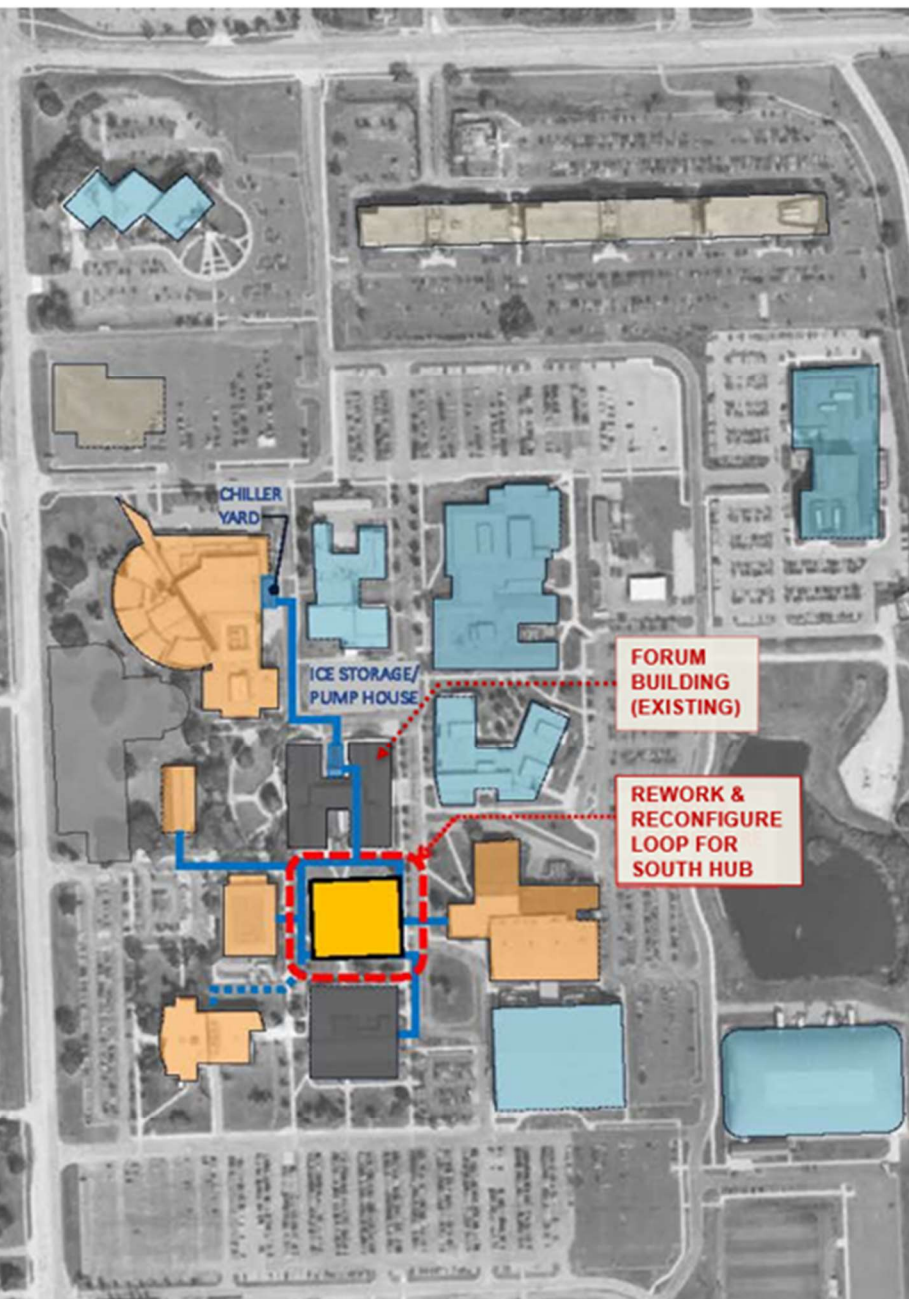 CHILLER
YARD
ICE STORAGE/
PUMP HOUSE
FORUM
BUILDING
(EXISTING)
REWORK &
RECONFIGURE
LOOP FOR
SOUTH HUB